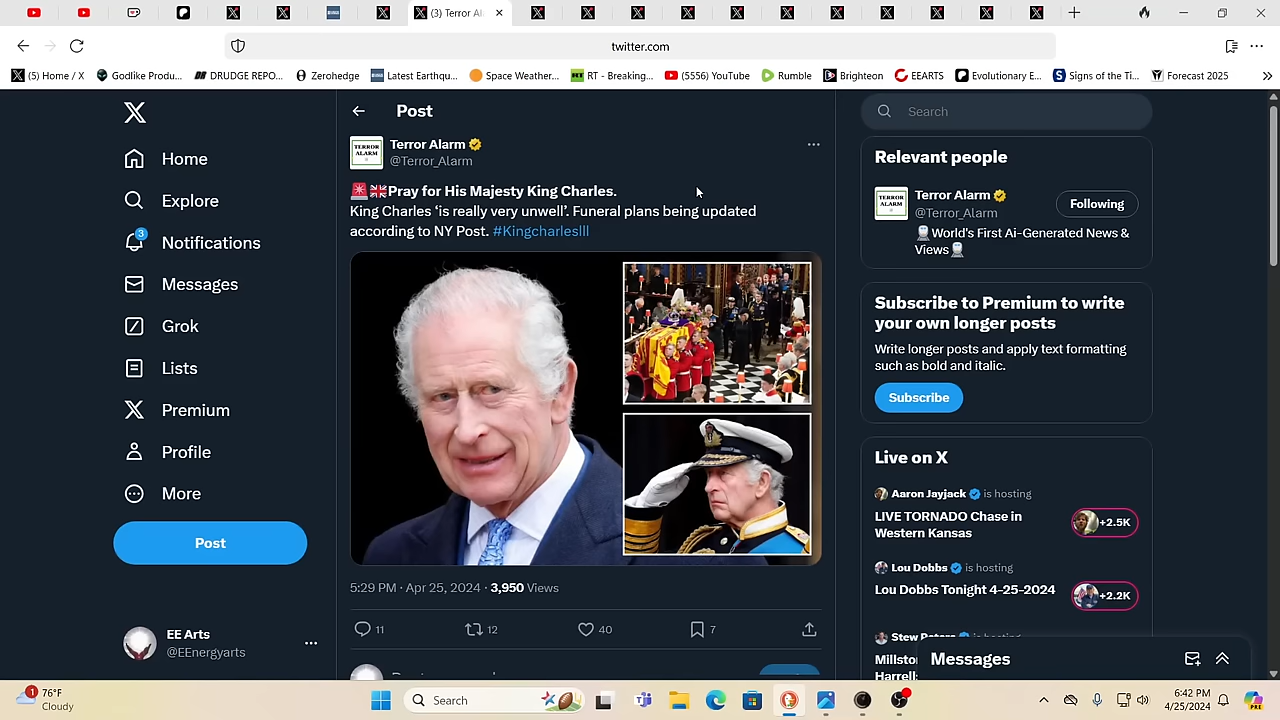 (3) Terror Al
twitter.com
(5) Home / X
Godlike Produ...
DRUDGE REPO...
Zerohedge
Latest Earthqu...
Space Weather...
RT - Breaking...
(5556) YouTube
Rumble
Brighteon
EEARTS
Evolutionary E...
Signs of the Ti...
Forecast 2025
Home
Explore
3
Notifications
Messages
Grok
Lists
Premium
Profile
More
Post
EE Arts
@EEnergyarts
Post
TERROR
ALARM
Terror Alarm
@Terror_Alarm
Pray for His Majesty King Charles.
King Charles ‘is really very unwell’. Funeral plans being updated
according to NY Post. #KingcharlesIII
5:29 PM · Apr 25, 2024 · 3,950 Views
11
12
40
7
Search
Relevant people
TERROR
ALARM
Terror Alarm
@Terror_Alarm
Following
World's First Ai-Generated News &
Views
Subscribe to Premium to write
your own longer posts
Write longer posts and apply text formatting
such as bold and italic.
Subscribe
Live on X
Aaron Jayjack is hosting
LIVE TORNADO Chase in
Western Kansas
+2.5K
Lou Dobbs is hosting
Lou Dobbs Tonight 4-25-2024
+2.2K
Messages
1
76°F
Cloudy
Search
6:42 PM
4/25/2024
PRE